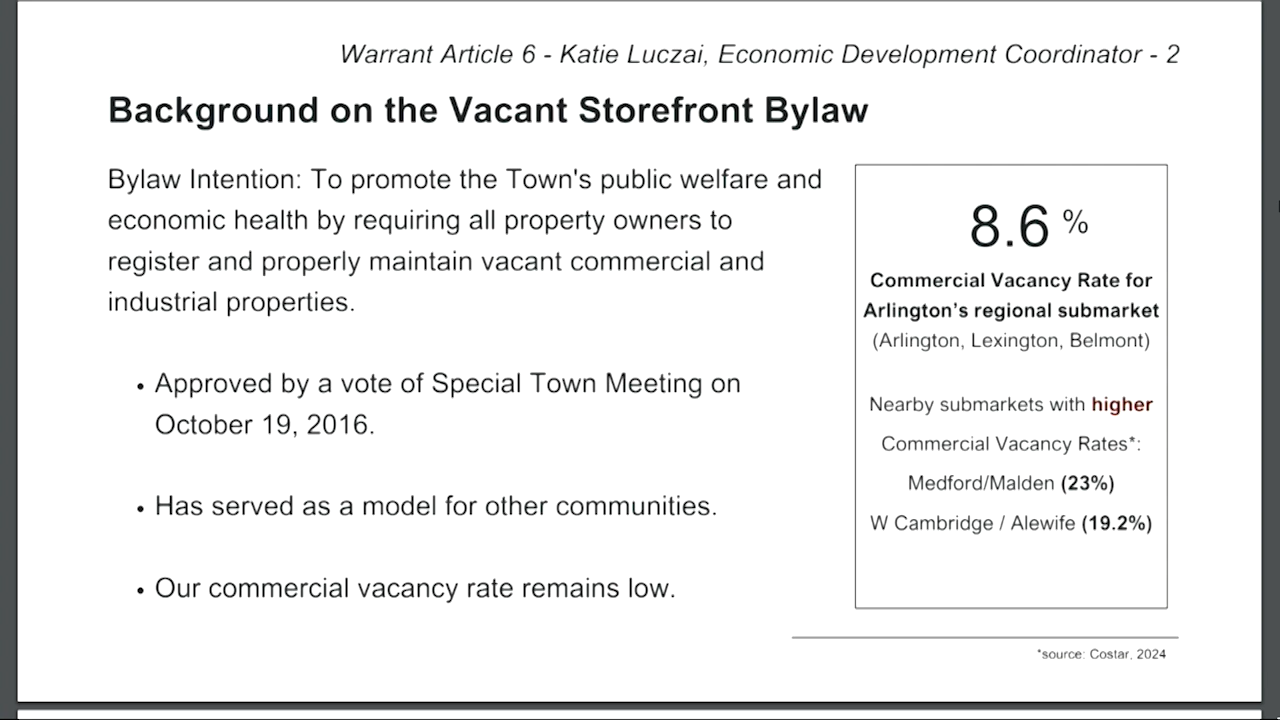 Warrant Article 6 - Katie Luczai, Economic Development Coordinator - 2
Background on the Vacant Storefront Bylaw
Bylaw Intention: To promote the Town's public welfare and
economic health by requiring all property owners to
register and properly maintain vacant commercial and
industrial properties.
• Approved by a vote of Special Town Meeting on
October 19, 2016.
• Has served as a model for other communities.
• Our commercial vacancy rate remains low.
8.6 %
Commercial Vacancy Rate for
Arlington’s regional submarket
(Arlington, Lexington, Belmont)
Nearby submarkets with higher
Commercial Vacancy Rates*:
Medford/Malden (23%)
W Cambridge / Alewife (19.2%)
*source: Costar, 2024